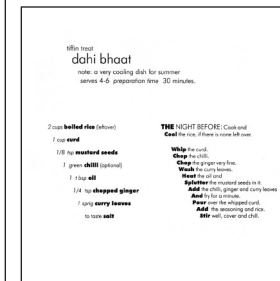 tiffin treat
dahi bhaat
note: a very cooling dish for summer
serves 4-6 preparation time 30 minutes.
2 cups boiled rice (leftover)
1 cup curd
1/8 tsp mustard seeds
1 green chilli (optional)
1 tbsp oil
1/4 tsp chopped ginger
1 sprig curry leaves
to taste salt
THE NIGHT BEFORE: Cook and
Cool the rice, if there is none left over.
Whip the curd.
Chop the chilli.
Chop the ginger very fine.
Wash the curry leaves.
Heat the oil and
Splutter the mustard seeds in it.
Add the chilli, ginger and curry leaves
And fry for a minute.
Pour over the whipped curd.
Add the seasoning and rice.
Stir well, cover and chill.